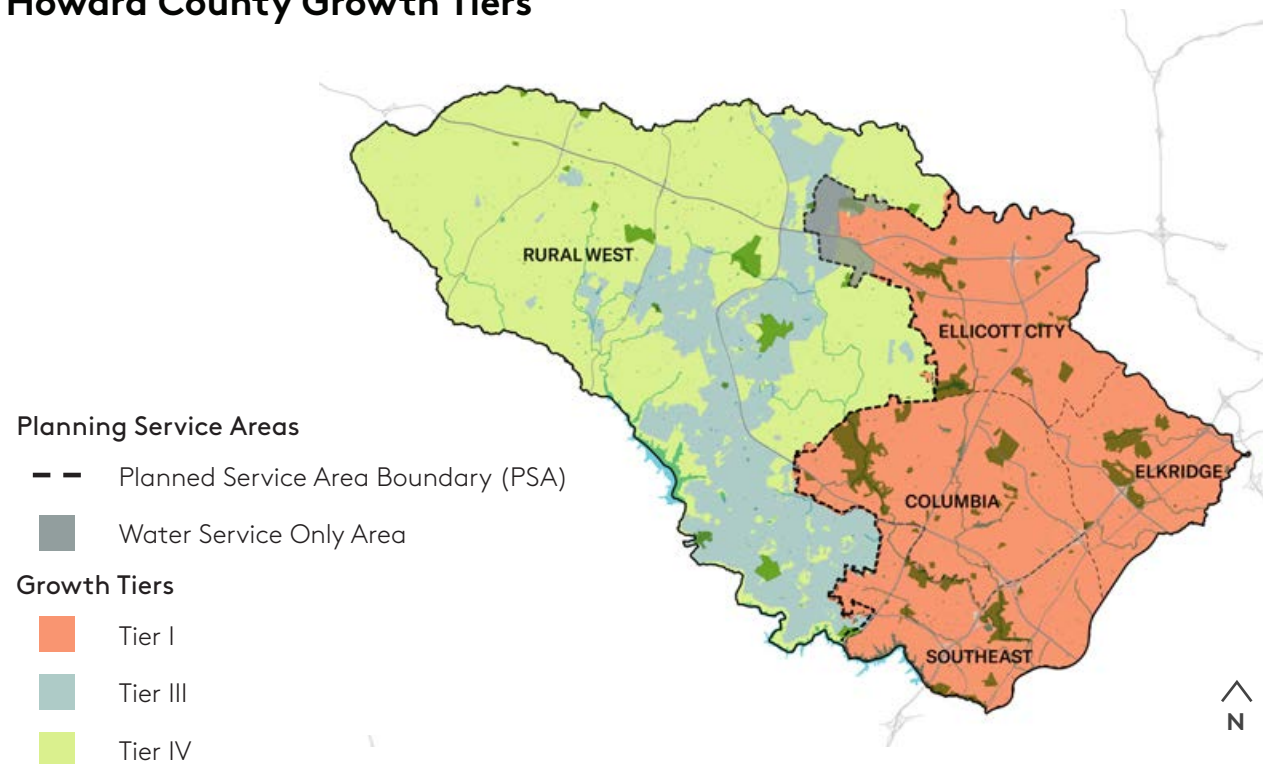 Howard County Growth Tiers
RURAL WEST
ELLICOTT CITY
ELKRIDGE
COLUMBIA
SOUTHEAST
Planning Service Areas
Planned Service Area Boundary (PSA)
Water Service Only Area
Growth Tiers
Tier I
Tier III
Tier IV
N